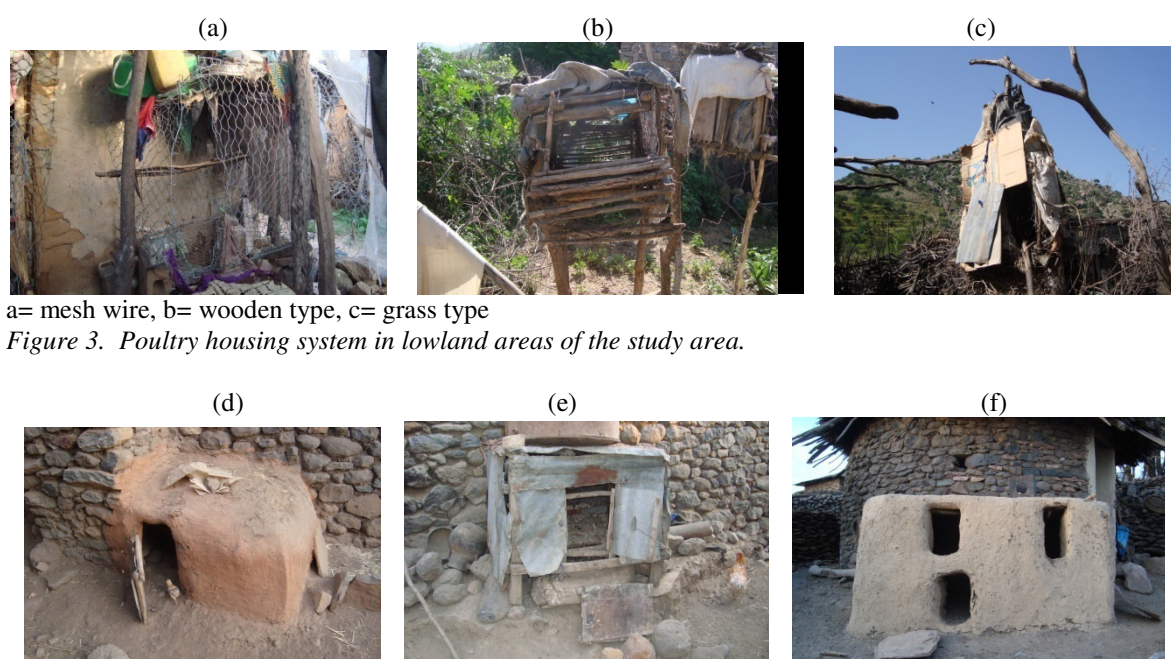 (a) (b) (c)
a= mesh wire, b= wooden type, c= grass type
Figure 3. Poultry housing system in lowland areas of the study area.
(d) (e) (f)